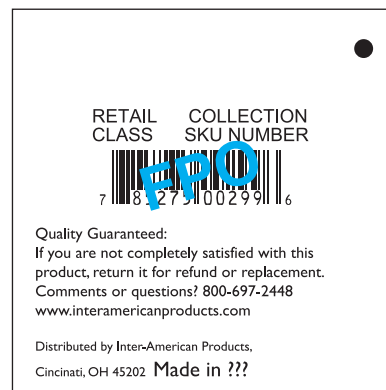 RETAIL COLLECTION
CLASS SKU NUMBER
FPO
7 00299 6
Quality Guaranteed:
If you are not completely satisfied with this
product, return it for refund or replacement.
Comments or questions? 800-697-2448
www.interamericanproducts.com
Distributed by Inter-American Products,
Cincinati, OH 45202 Made in ???